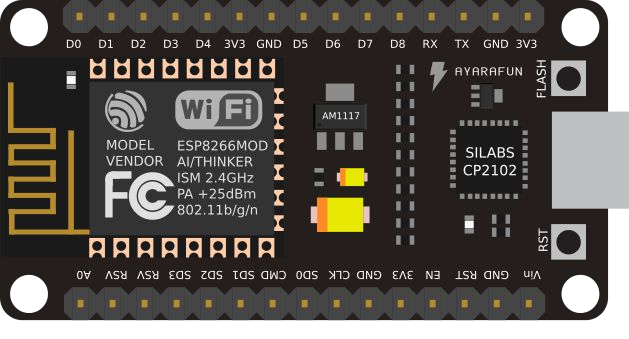 D0 D1 D2 D3 D4 3V3 GND D5 D6 D7 D8 RX TX GND 3V3
AYARAFUN
FLASH
WiFi
AM1117
MODEL
VENDOR
ESP8266MOD
AI/THINKER
ISM 2.4GHz
PA +25dBm
802.11b/g/n
FC
SILABS
CP2102
RST
A0 RSV RSV SD3 SD2 SD1 CMD SD0 CLK GND 3V3 EN RST GND Vin